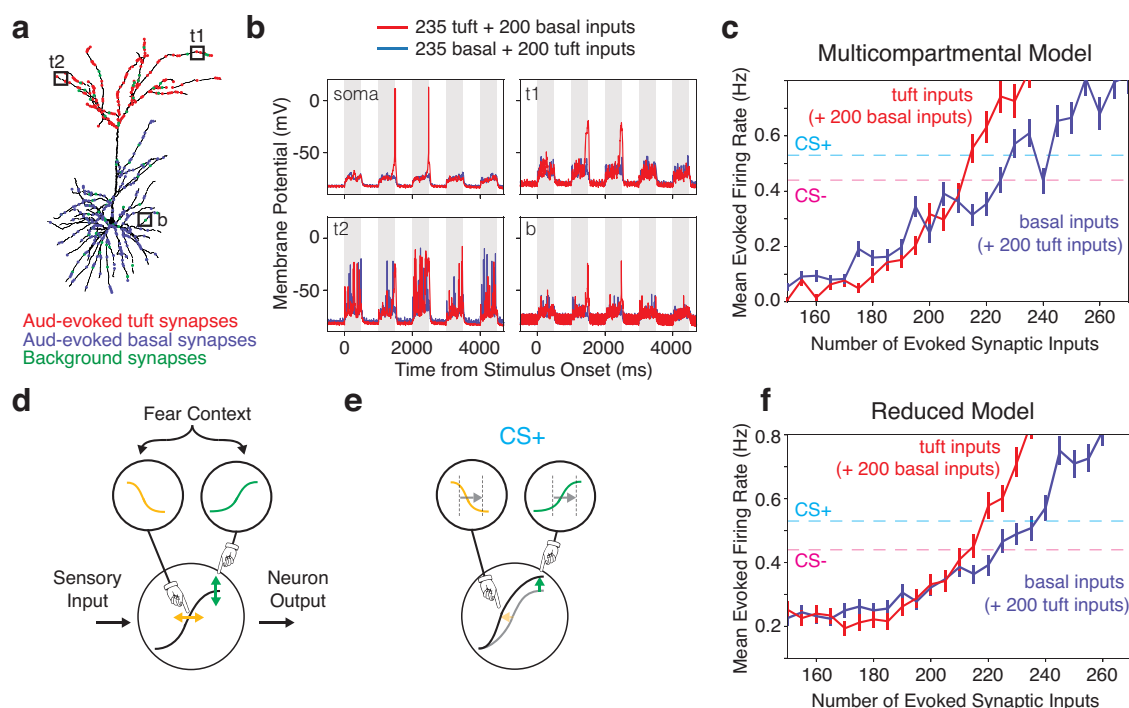 a
t1
t2
b
Aud-evoked tuft synapses
Aud-evoked basal synapses
Background synapses
b
235 tuft + 200 basal inputs
235 basal + 200 tuft inputs
soma
t1
t2
b
0
-50
0
-50
Membrane Potential (mV)
0 2000 4000
0 2000 4000
Time from Stimulus Onset (ms)
c
Multicompartmental Model
tuft inputs
(+ 200 basal inputs)
CS+
CS-
basal inputs
(+ 200 tuft inputs)
0.6
0.4
0.2
0.0
Mean Evoked Firing Rate (Hz)
160 180 200 220 240 260
Number of Evoked Synaptic Inputs
d
Fear Context
Sensory
Input
Neuron
Output
e
CS+
f
Reduced Model
tuft inputs
(+ 200 basal inputs)
CS+
CS-
basal inputs
(+ 200 tuft inputs)
0.8
0.6
0.4
0.2
Mean Evoked Firing Rate (Hz)
160 180 200 220 240 260
Number of Evoked Synaptic Inputs